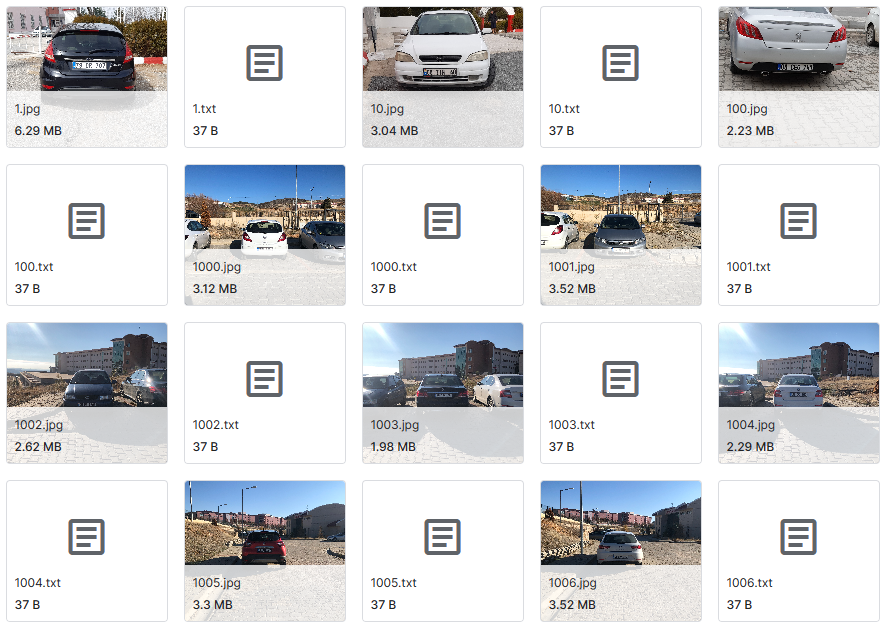 1.jpg
6.29 MB
1.txt
37 B
10.jpg
3.04 MB
10.txt
37 B
100.jpg
2.23 MB
100.txt
37 B
1000.jpg
3.12 MB
1000.txt
37 B
1001.jpg
3.52 MB
1001.txt
37 B
1002.jpg
2.62 MB
1002.txt
37 B
1003.jpg
1.98 MB
1003.txt
37 B
1004.jpg
2.29 MB
1004.txt
37 B
1005.jpg
3.3 MB
1005.txt
37 B
1006.jpg
3.52 MB
1006.txt
37 B